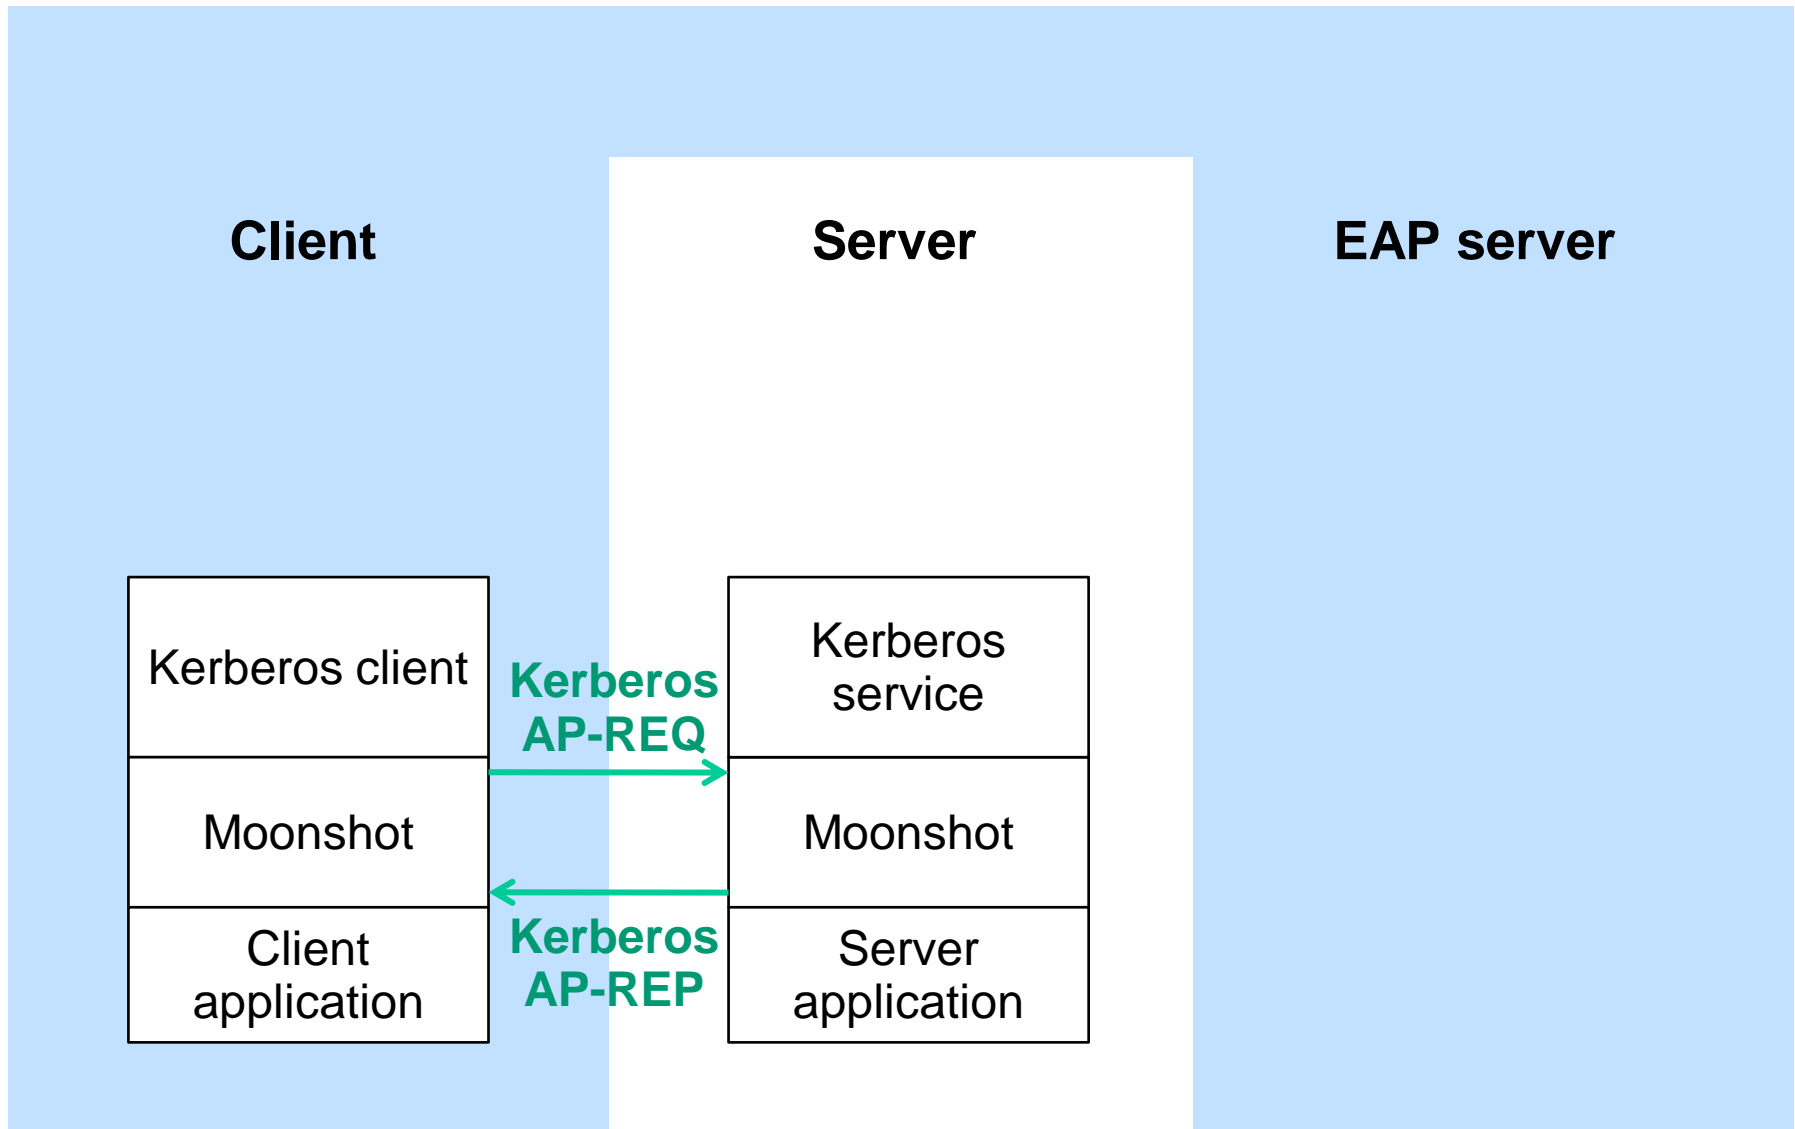 Client
Server
EAP server
Kerberos client
Kerberos
AP-REQ
Kerberos
service
Moonshot
Moonshot
Client
application
Kerberos
AP-REP
Server
application